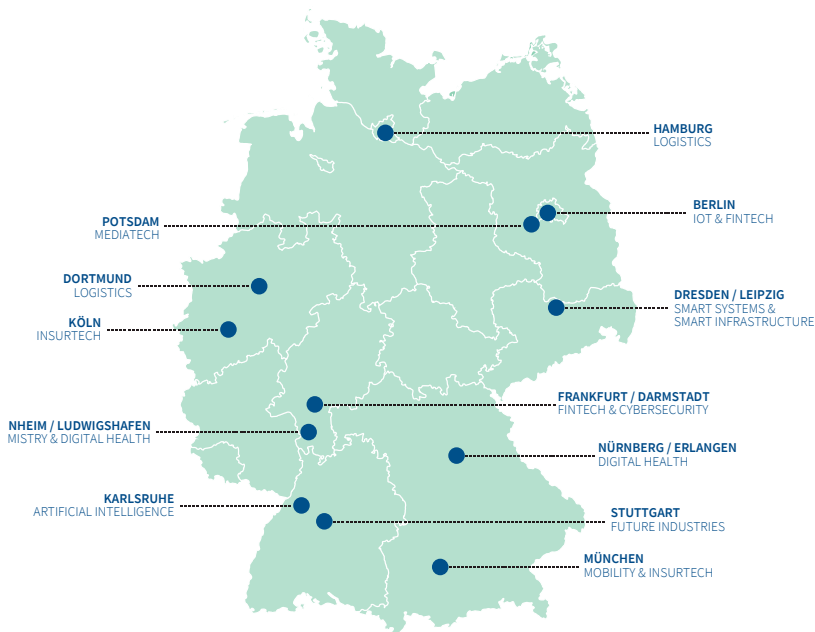 HAMBURG
LOGISTICS
BERLIN
IOT & FINTECH
POTSDAM
MEDIATECH
DORTMUND
LOGISTICS
DRESDEN / LEIPZIG
SMART SYSTEMS &
SMART INFRASTRUCTURE
KÖLN
INSURTECH
FRANKFURT / DARMSTADT
FINTECH & CYBERSECURITY
NHEIM / LUDWIGSHAFEN
MISTRY & DIGITAL HEALTH
NÜRNBERG / ERLANGEN
DIGITAL HEALTH
KARLSRUHE
ARTIFICIAL INTELLIGENCE
STUTTGART
FUTURE INDUSTRIES
MÜNCHEN
MOBILITY & INSURTECH